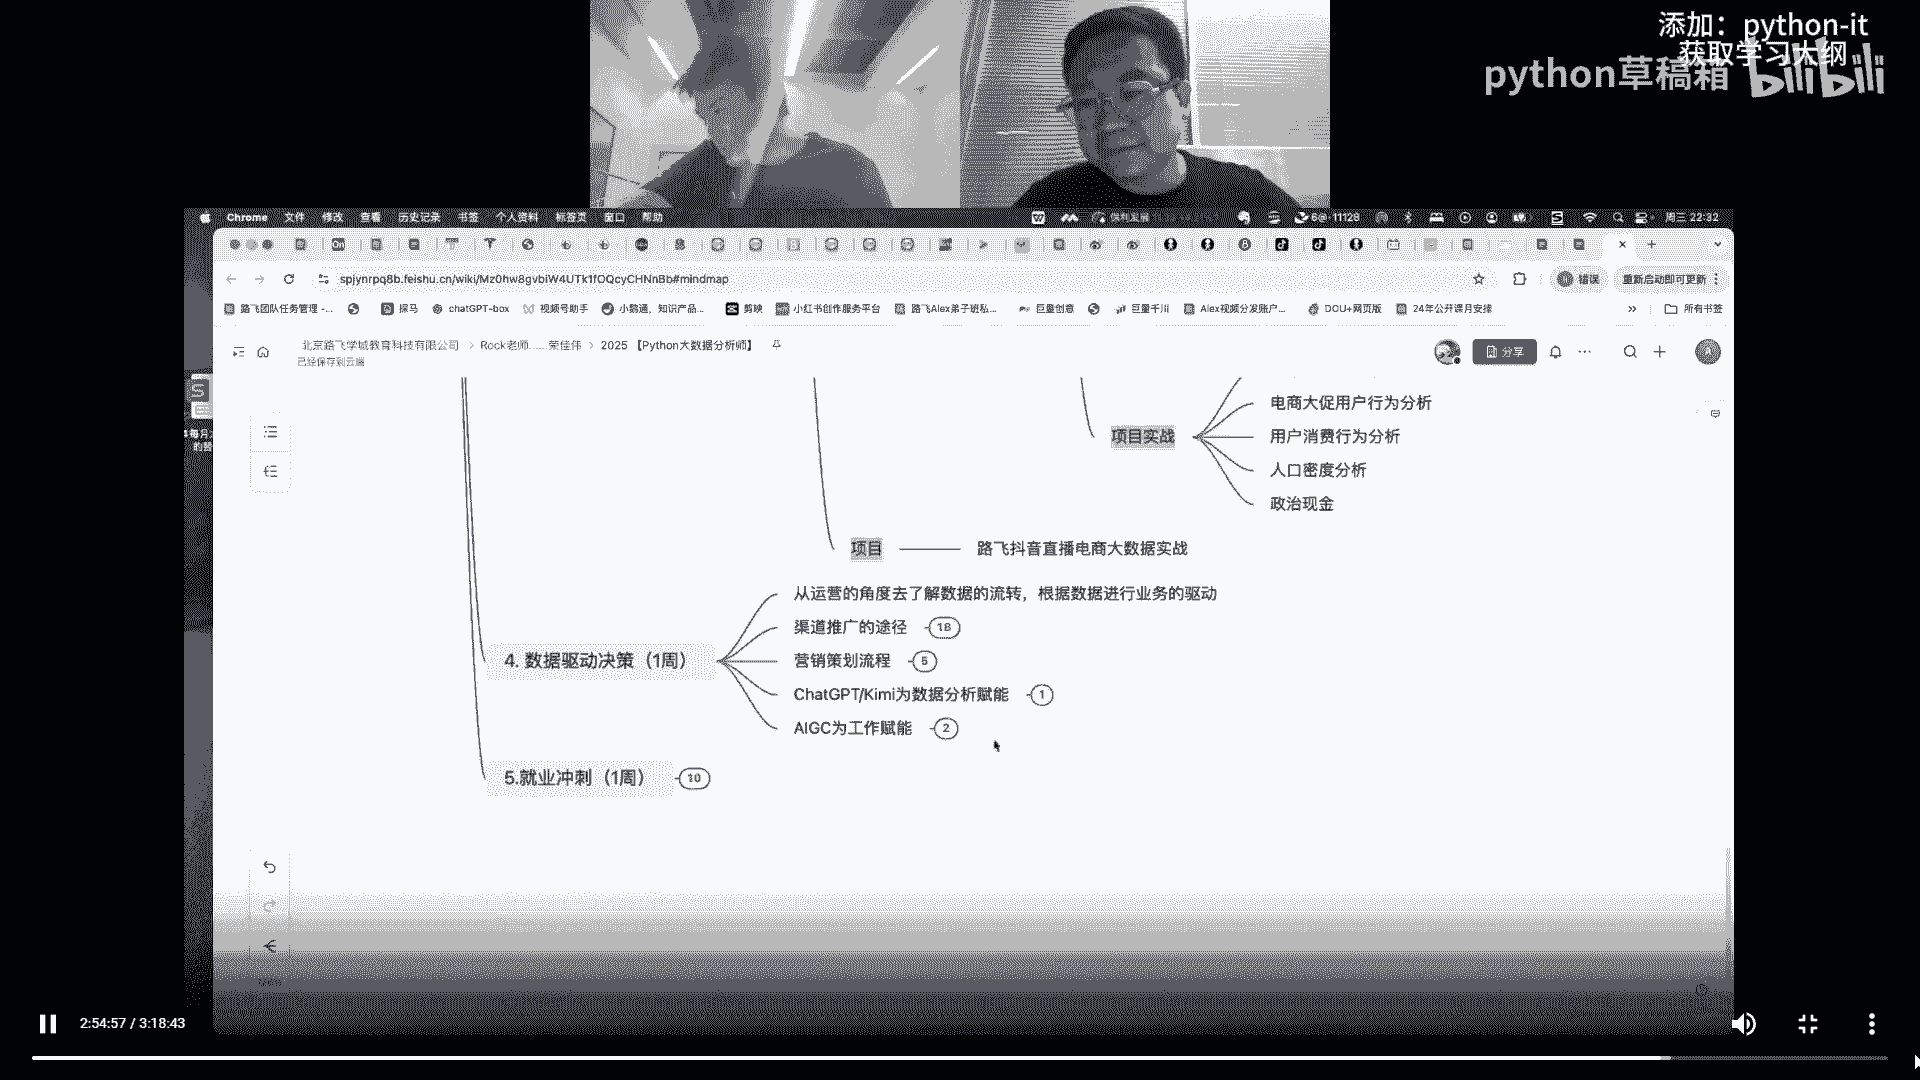 添加：python-it
获取学习大纲
python草稿箱 bilibili
Chrome 文件 修改 查看 历史记录 书签 个人资料 标签页 窗口 帮助
保利发展
6@·11128
周三 22:32
spjynrpq8b.feishu.cn/wiki/Mz0hw8gvbiW4UTk1fOQcyCHNnBb#mindmap
错误
重新启动即可更新
路飞团队任务管理 -...
探马
chatGPT-box
视频号助手
小鹅通，知识产品...
剪映
小红书创作服务平台
路飞Alex弟子班私...
巨量创意
巨量千川
Alex视频分发账户...
DOU+网页版
24年公开课月安排
所有书签
北京路飞学城教育科技有限公司 > Rock老师..... 荣佳伟 > 2025 【Python大数据分析师】
已经保存到云端
分享
电商大促用户行为分析
项目实战
用户消费行为分析
人口密度分析
政治现金
项目
路飞抖音直播电商大数据实战
从运营的角度去了解数据的流转，根据数据进行业务的驱动
渠道推广的途径 18
4. 数据驱动决策（1周）
营销策划流程 5
ChatGPT/Kimi为数据分析赋能 1
AIGC为工作赋能 2
5.就业冲刺（1周） 10
2:54:57 / 3:18:43